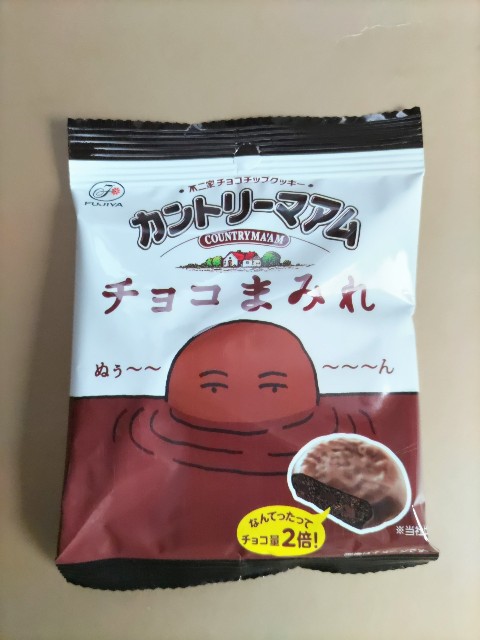 不二家チョコチップクッキー
FUJIYA
カントリーマアム
COUNTRY MA'AM
チョコまみれ
ぬぅ〜〜 〜〜〜ん
なんてったって
チョコ量2倍!
※当社